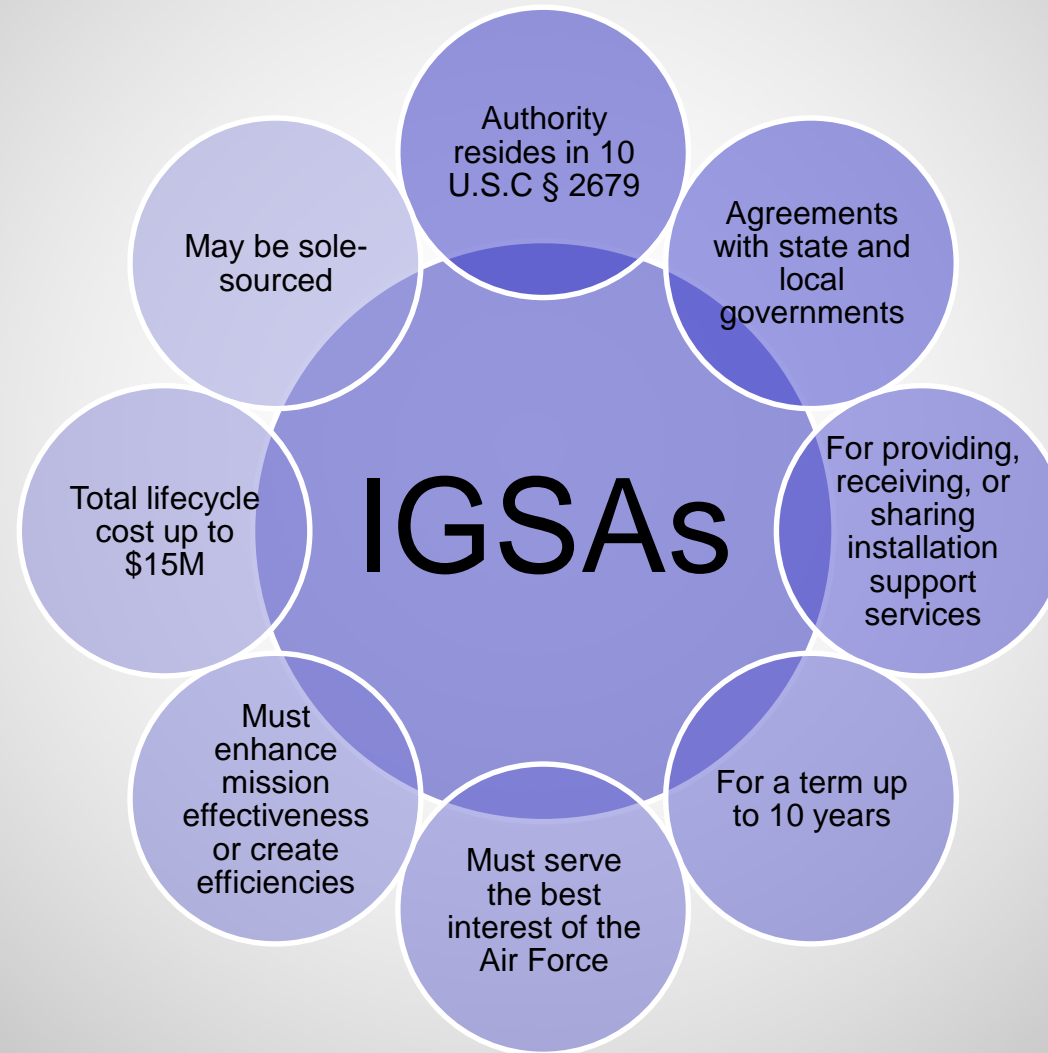 Authority
resides in 10
U.S.C § 2679
Agreements
with state and
local
governments
For providing,
receiving, or
sharing
installation
support
services
For a term up
to 10 years
Must serve
the best
interest of the
Air Force
Must
enhance
mission
effectiveness
or create
efficiencies
Total lifecycle
cost up to
$15M
May be sole-
sourced
IGSAs